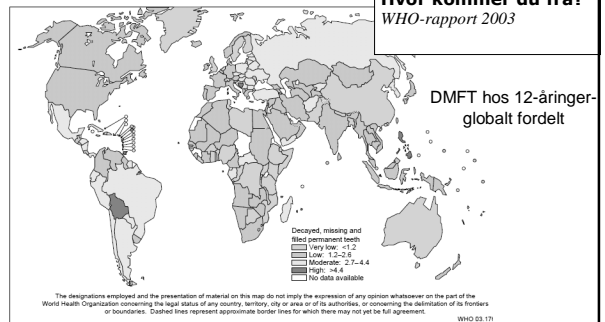 Hvor kommer du fra?
WHO-rapport 2003
DMFT hos 12-åringer-
globalt fordelt
Decayed, missing and
filled permanent teeth
Very low: <1.2
Low: 1.2–2.6
Moderate: 2.7–4.4
High: >4.4
No data available
The designations employed and the presentation of material on this map do not imply the expression of any opinion whatsoever on the part of the
World Health Organization concerning the legal status of any country, territory, city or area or of its authorities, or concerning the delimitation of its frontiers
or boundaries. Dashed lines represent approximate border lines for which there may not yet be full agreement.
WHO 03.171